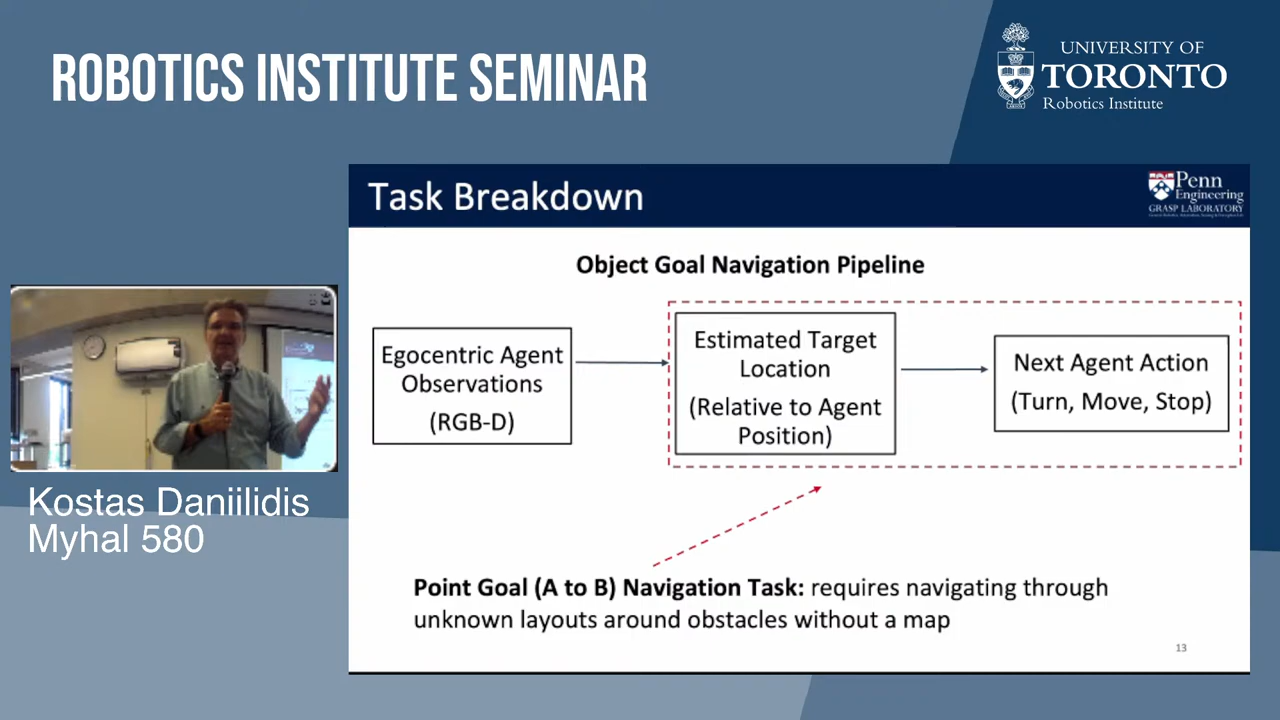 ROBOTICS INSTITUTE SEMINAR
UNIVERSITY OF
TORONTO
Robotics Institute
Task Breakdown
Penn
Engineering
GRASP LABORATORY
Object Goal Navigation Pipeline
Egocentric Agent
Observations
(RGB-D)
Estimated Target
Location
(Relative to Agent
Position)
Next Agent Action
(Turn, Move, Stop)
Kostas Daniilidis
Myhal 580
Point Goal (A to B) Navigation Task: requires navigating through
unknown layouts around obstacles without a map
13